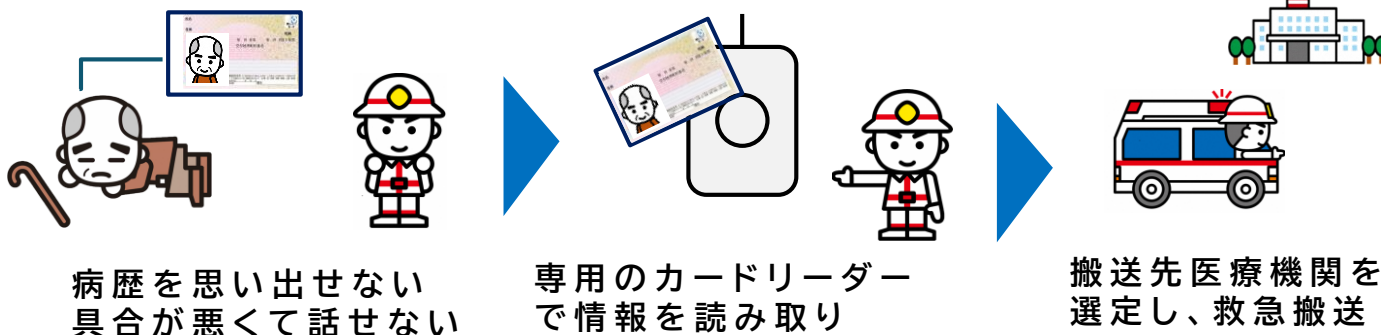 病歴を思い出せない
具合が悪くて話せない
専用のカードリーダー
で情報を読み取り
搬送先医療機関を
選定し、救急搬送